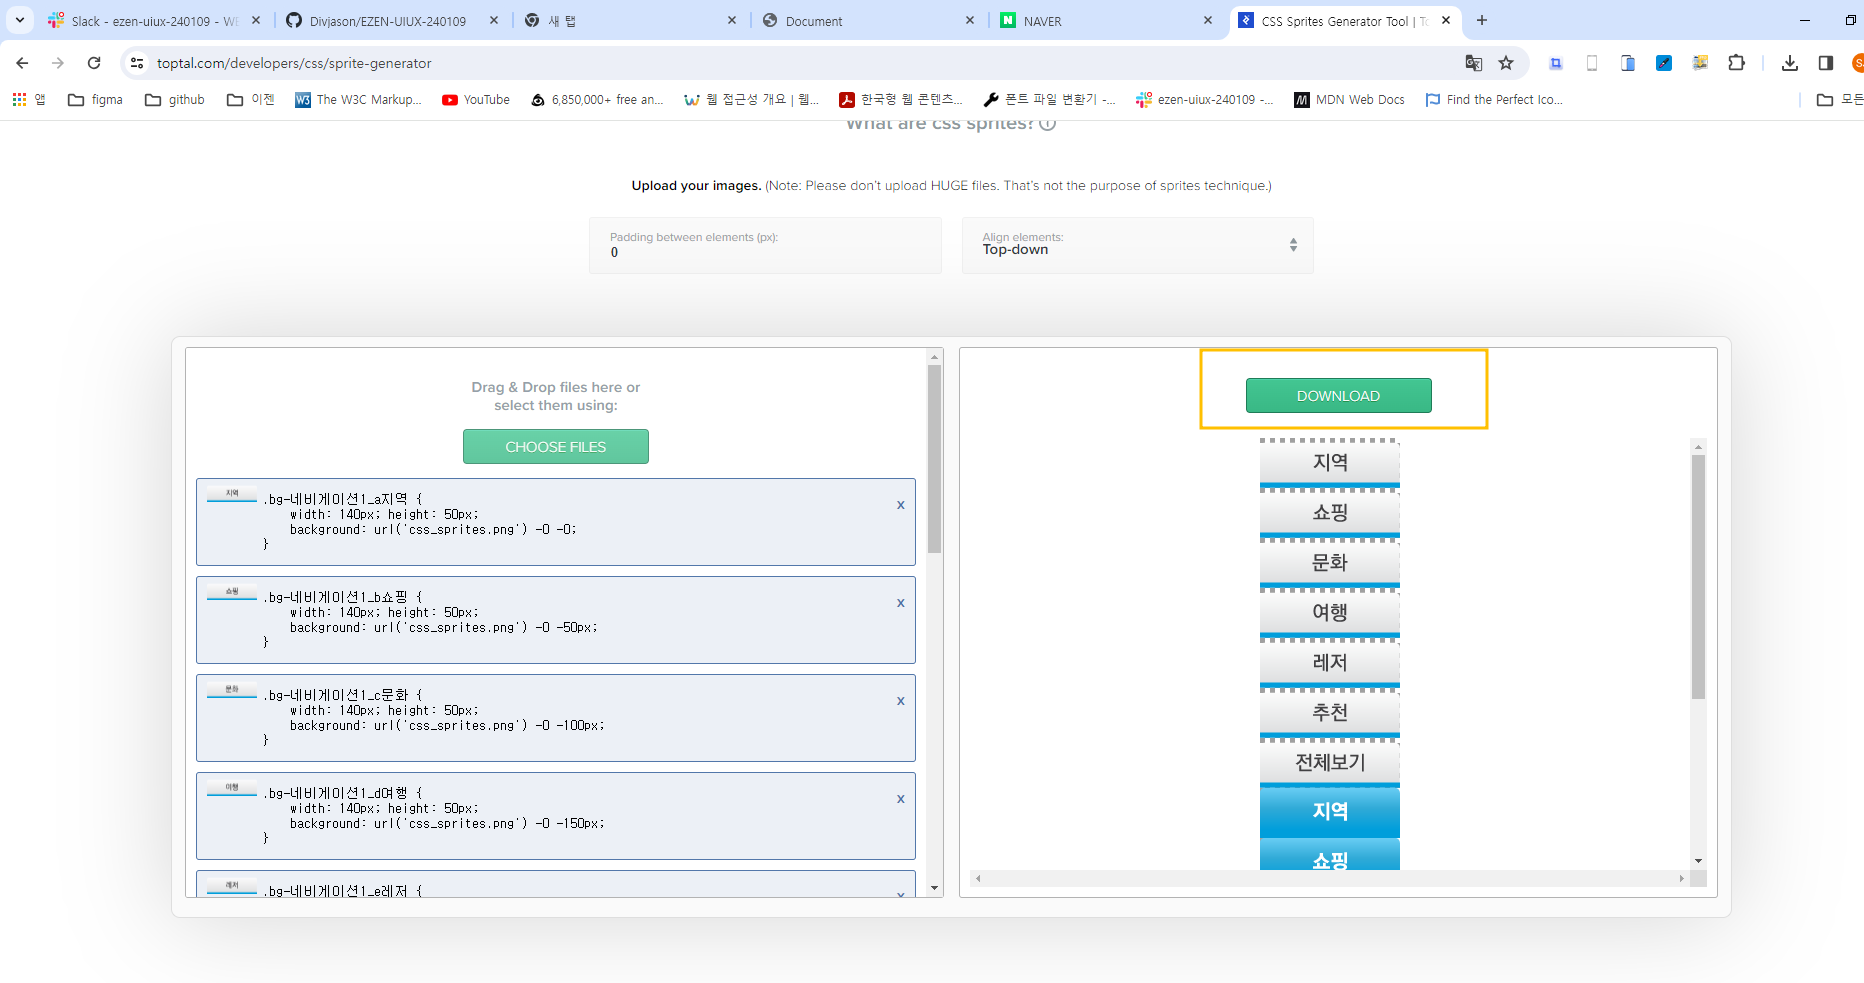 Slack - ezen-uiux-240109 - WE
Divjason/EZEN-UIUX-240109
새 탭
Document
NAVER
CSS Sprites Generator Tool | To
toptal.com/developers/css/sprite-generator
앱
figma
github
이젠
The W3C Markup...
YouTube
6,850,000+ free an...
웹 접근성 개요 | 웹...
한국형 웹 콘텐츠...
폰트 파일 변환기 -...
ezen-uiux-240109 -...
MDN Web Docs
Find the Perfect Ico...
모든
What are css sprites?
Upload your images. (Note: Please don't upload HUGE files. That's not the purpose of sprites technique.)
Padding between elements (px):
0
Align elements:
Top-down
Drag & Drop files here or
select them using:
CHOOSE FILES
지역
.bg-네비게이션1_a지역 {
width: 140px; height: 50px;
background: url('css_sprites.png') -0 -0;
}
x
쇼핑
.bg-네비게이션1_b쇼핑 {
width: 140px; height: 50px;
background: url('css_sprites.png') -0 -50px;
}
x
문화
.bg-네비게이션1_c문화 {
width: 140px; height: 50px;
background: url('css_sprites.png') -0 -100px;
}
x
여행
.bg-네비게이션1_d여행 {
width: 140px; height: 50px;
background: url('css_sprites.png') -0 -150px;
}
x
레저
.bg-네비게이션1_e레저 {
x
DOWNLOAD
지역
쇼핑
문화
여행
레저
추천
전체보기
지역
쇼핑